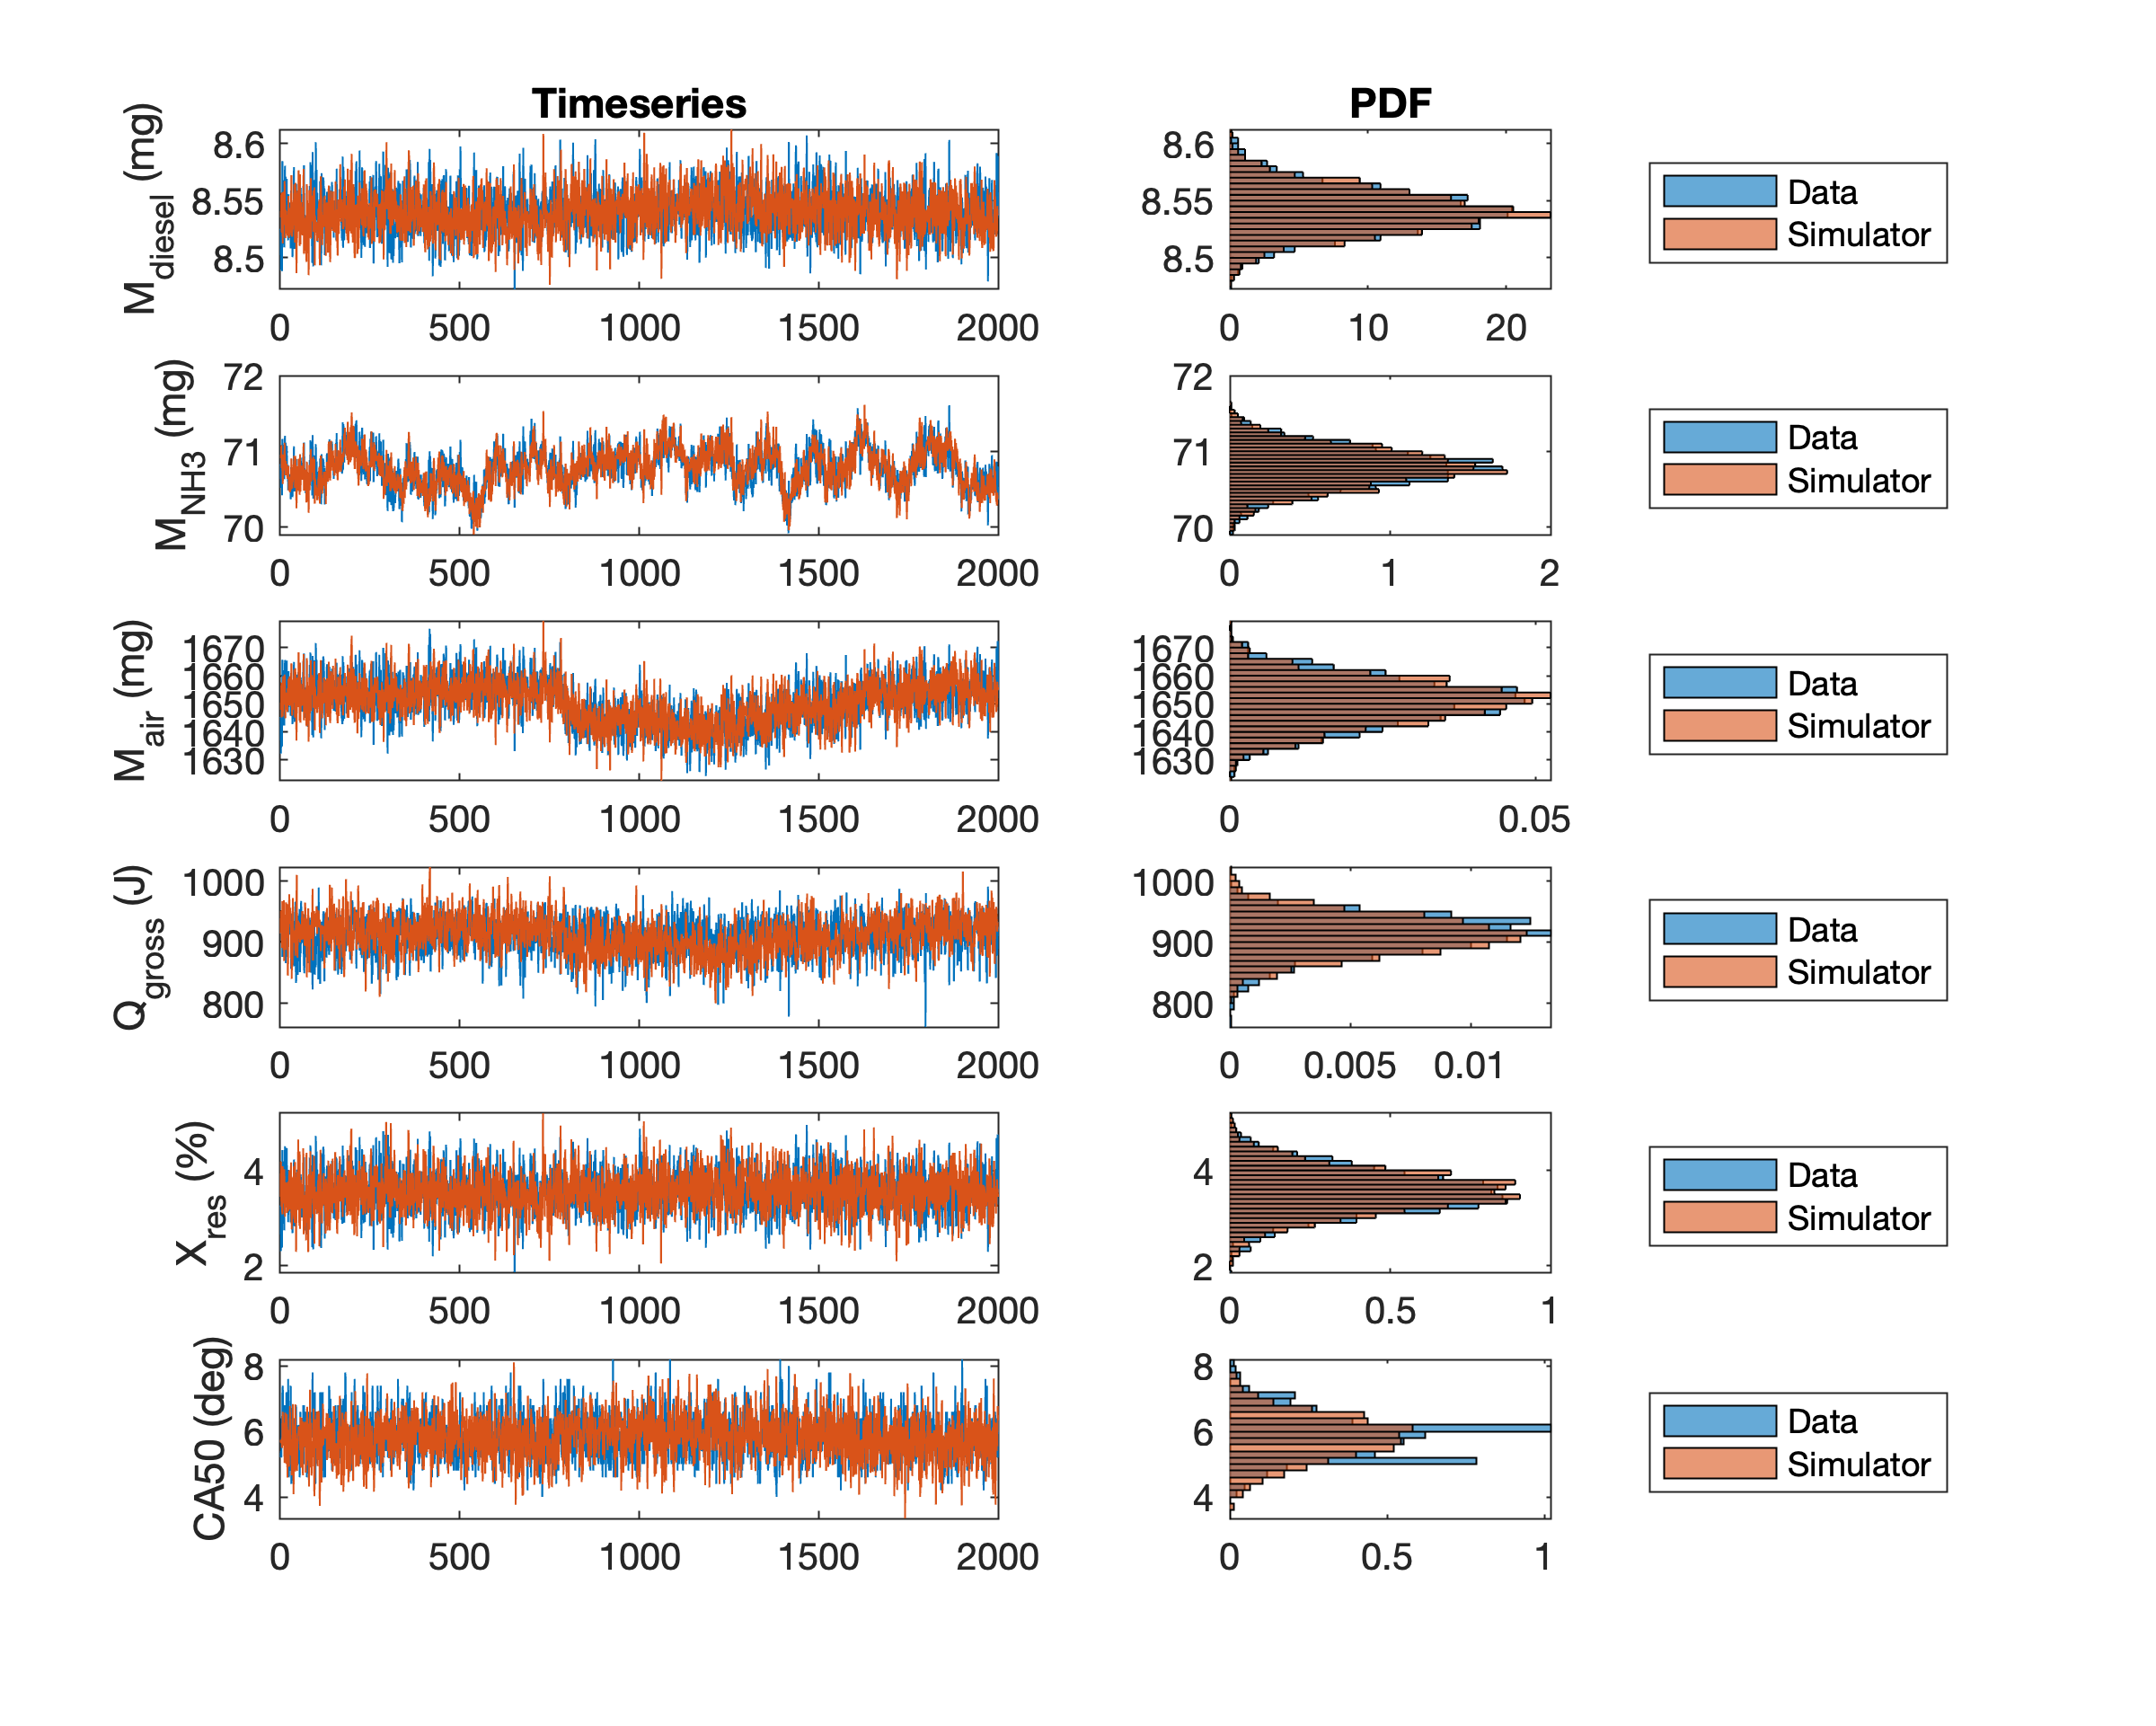 Timeseries PDF
M_diesel (mg)
8.6
8.55
8.5
0 500 1000 1500 2000
8.6
8.55
8.5
0 10 20
Data
Simulator
M_NH3 (mg)
72
71
70
0 500 1000 1500 2000
72
71
70
0 1 2
Data
Simulator
M_air (mg)
1670
1660
1650
1640
1630
0 500 1000 1500 2000
1670
1660
1650
1640
1630
0 0.05
Data
Simulator
Q_gross (J)
1000
900
800
0 500 1000 1500 2000
1000
900
800
0 0.005 0.01
Data
Simulator
X_res (%)
4
2
0 500 1000 1500 2000
4
2
0 0.5 1
Data
Simulator
CA50 (deg)
8
6
4
0 500 1000 1500 2000
8
6
4
0 0.5 1
Data
Simulator